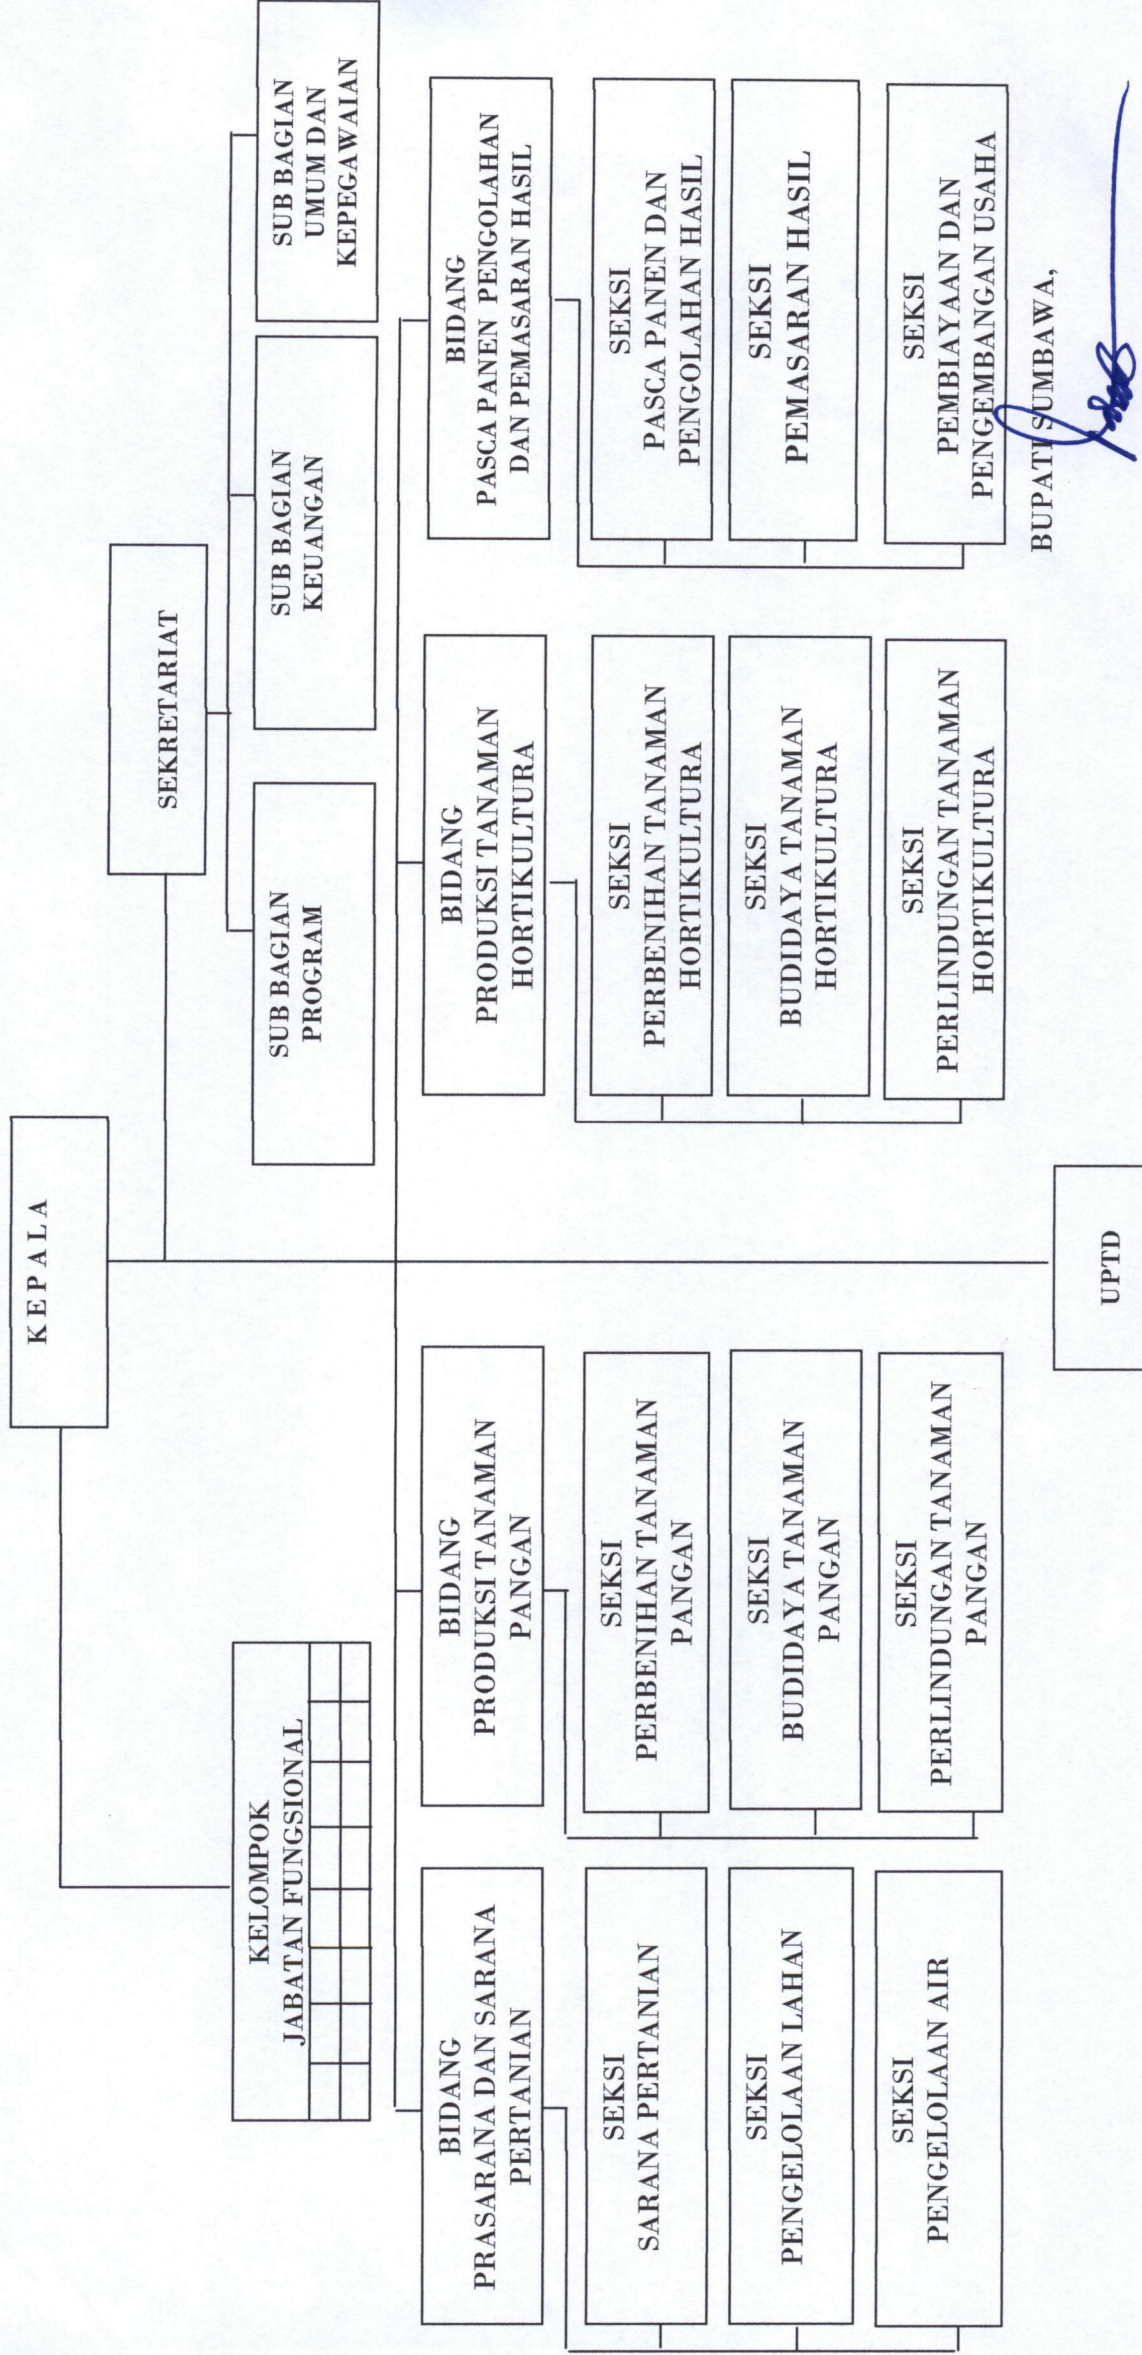 KEPALA
SEKRETARIAT
KELOMPOK
JABATAN FUNGSIONAL
SUB BAGIAN
PROGRAM
SUB BAGIAN
KEUANGAN
SUB BAGIAN
UMUM DAN
KEPEGAWAIAN
BIDANG
PRASARANA DAN SARANA
PERTANIAN
SEKSI
SARANA PERTANIAN
SEKSI
PENGELOLAAN LAHAN
SEKSI
PENGELOLAAN AIR
BIDANG
PRODUKSI TANAMAN
PANGAN
SEKSI
PERBENIHAN TANAMAN
PANGAN
SEKSI
BUDIDAYA TANAMAN
PANGAN
SEKSI
PERLINDUNGAN TANAMAN
PANGAN
BIDANG
PRODUKSI TANAMAN
HORTIKULTURA
SEKSI
PERBENIHAN TANAMAN
HORTIKULTURA
SEKSI
BUDIDAYA TANAMAN
HORTIKULTURA
SEKSI
PERLINDUNGAN TANAMAN
HORTIKULTURA
BIDANG
PASCA PANEN PENGOLAHAN
DAN PEMASARAN HASIL
SEKSI
PASCA PANEN DAN
PENGOLAHAN HASIL
SEKSI
PEMASARAN HASIL
SEKSI
PEMBIAYAAN DAN
PENGEMBANGAN USAHA
UPTD
BUPATI SUMBAWA,